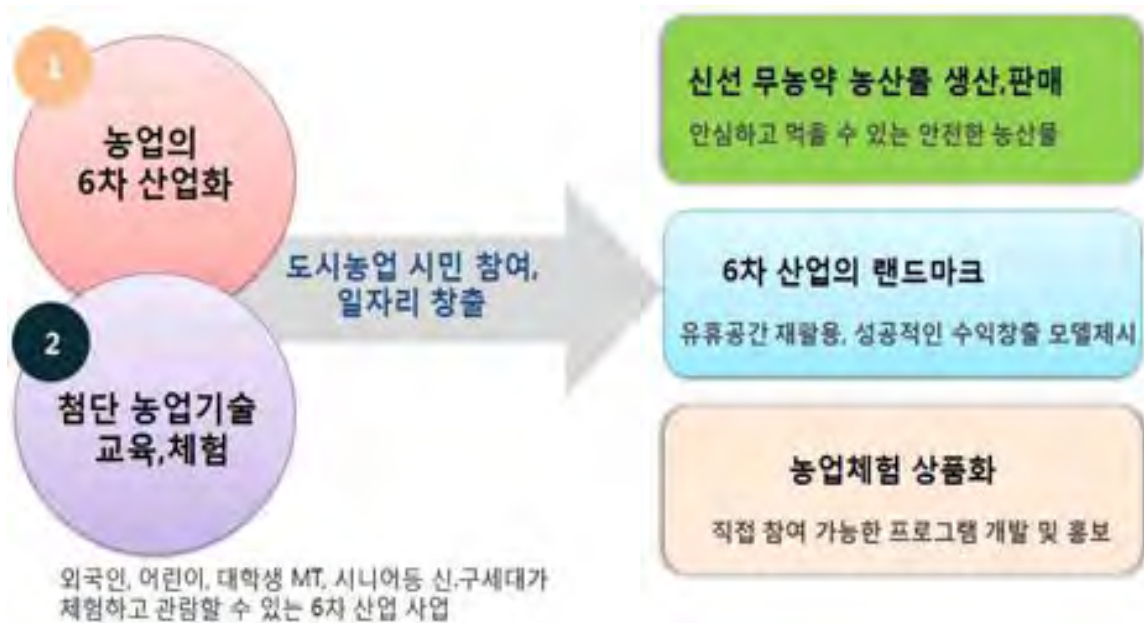 1
농업의
6차 산업화
2
첨단 농업기술
교육,체험
외국인, 어린이, 대학생 MT, 시니어등 신.구세대가
체험하고 관람할 수 있는 6차 산업 사업
도시농업 시민 참여,
일자리 창출
신선 무농약 농산물 생산,판매
안심하고 먹을 수 있는 안전한 농산물
6차 산업의 랜드마크
유휴공간 재활용, 성공적인 수익창출 모델제시
농업체험 상품화
직접 참여 가능한 프로그램 개발 및 홍보